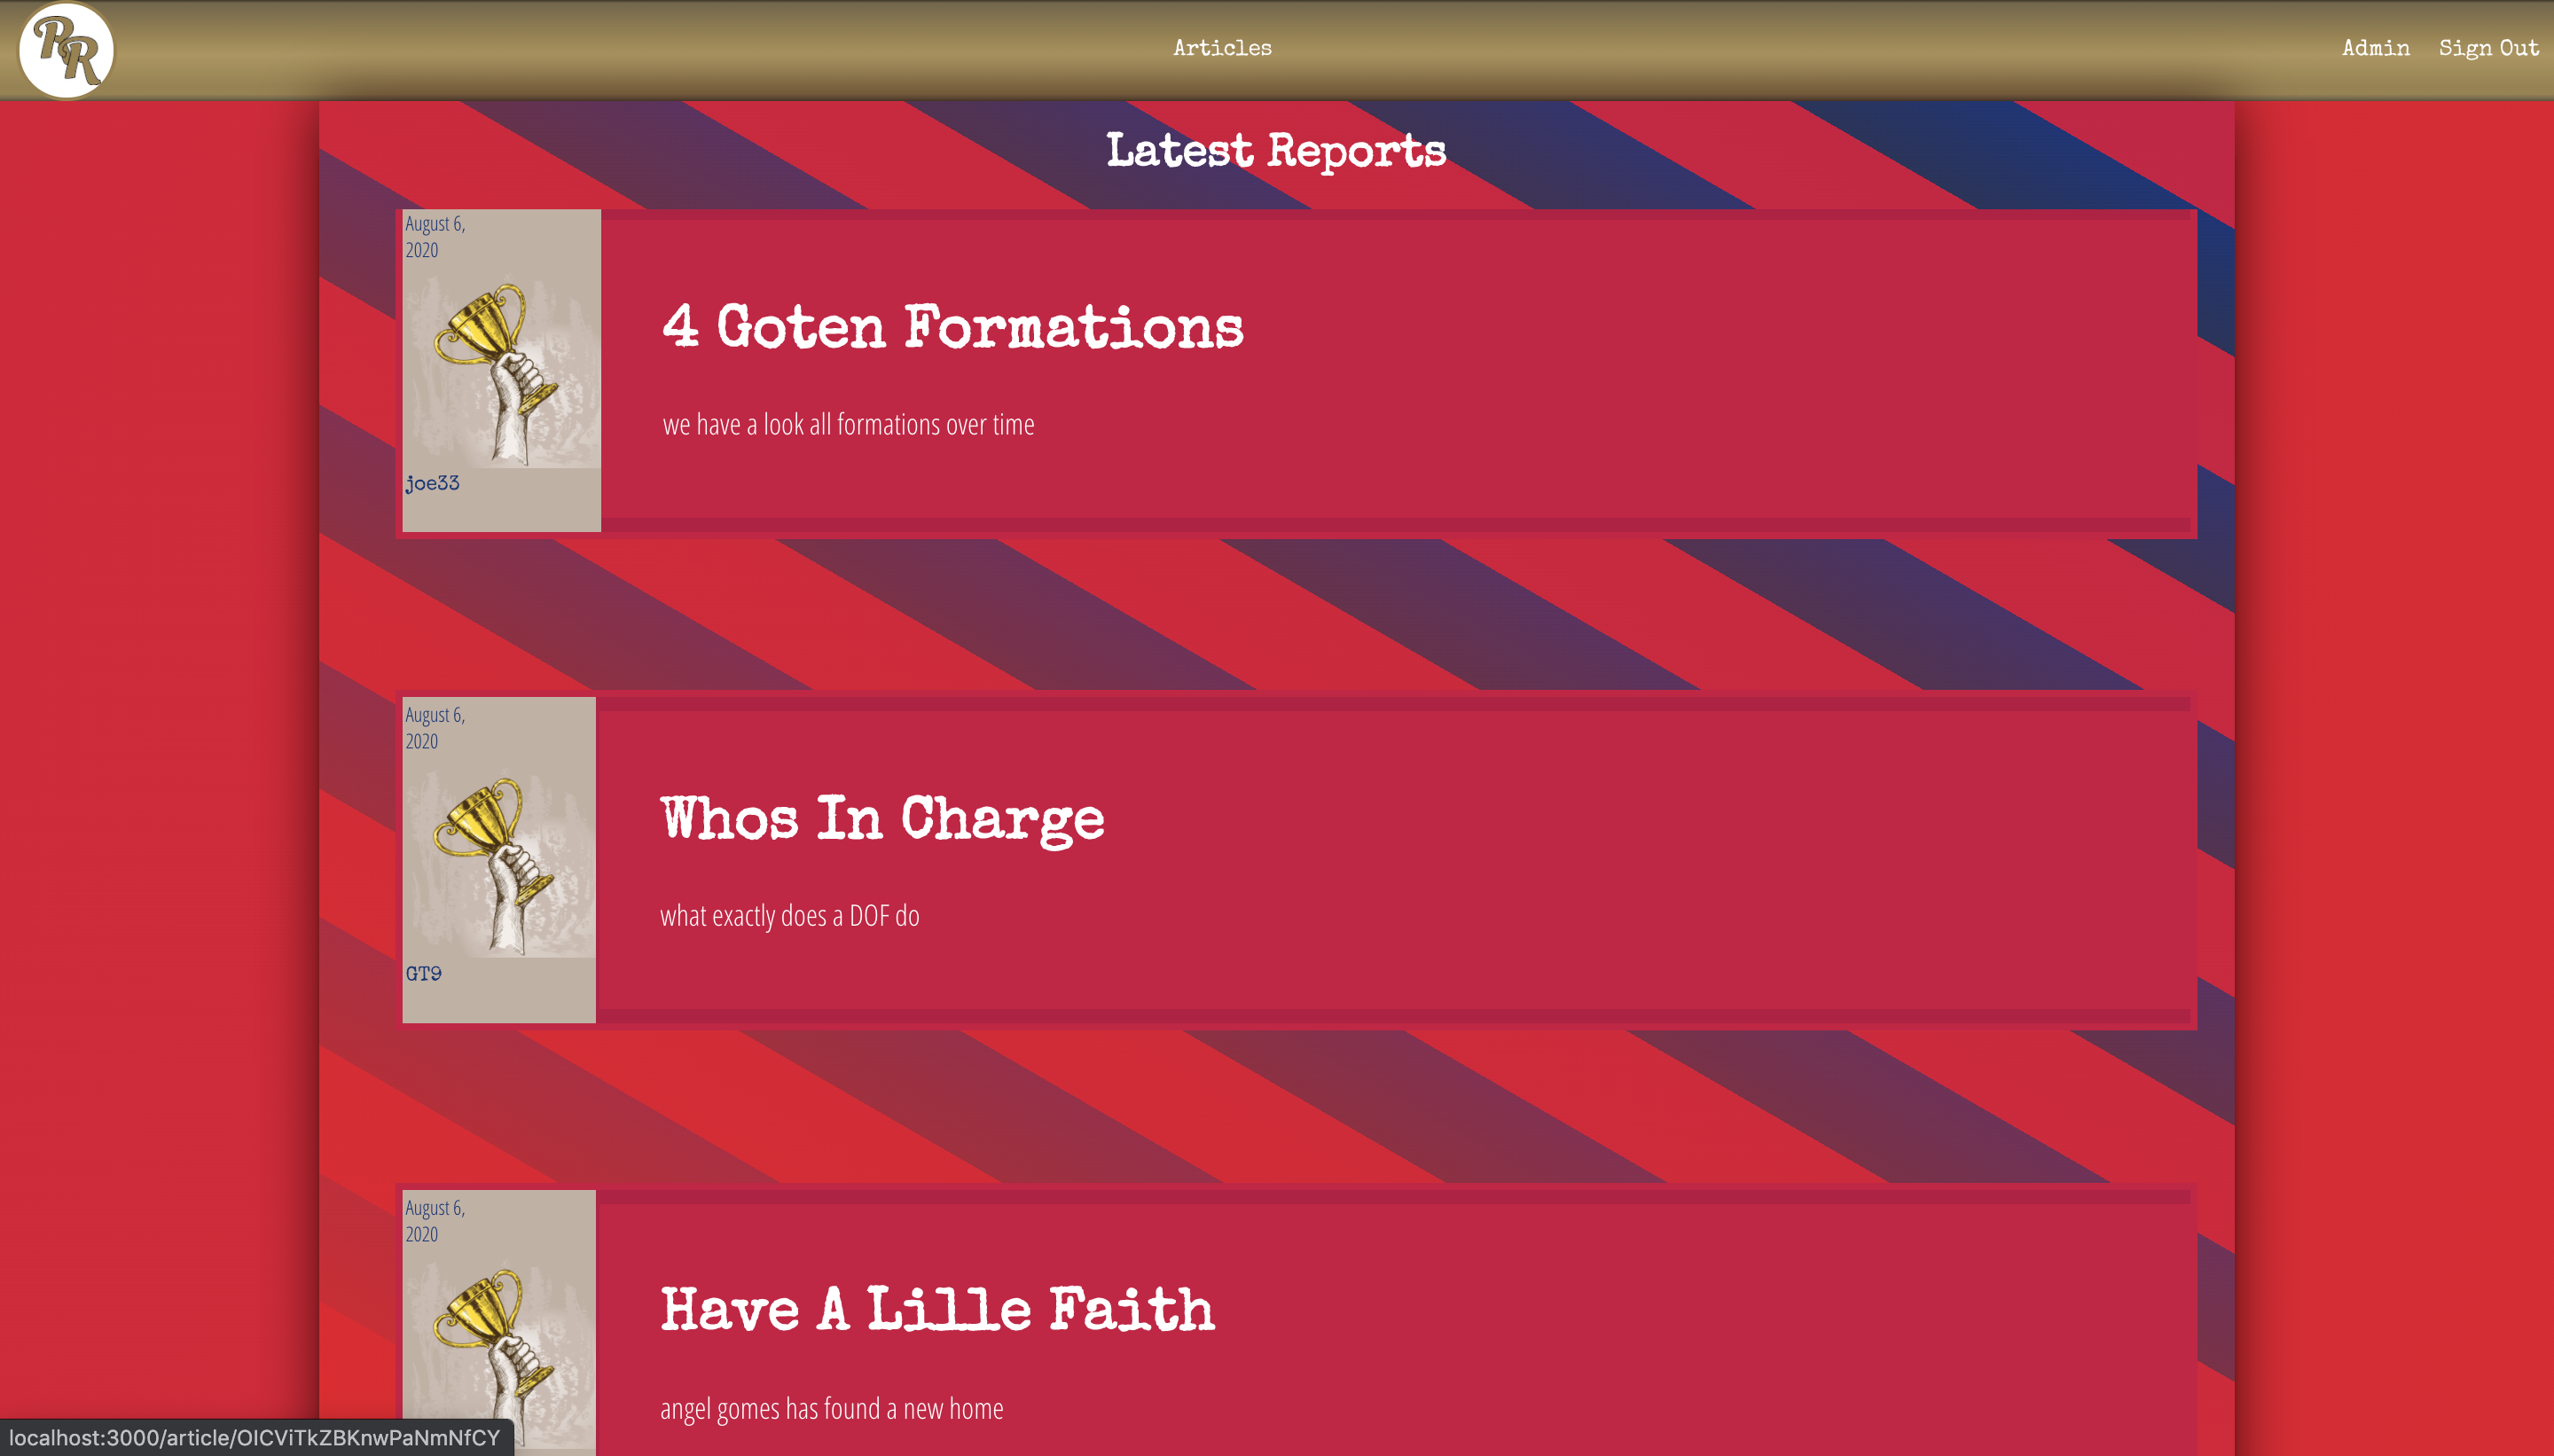 RR
Articles
Admin
Sign Out
Latest Reports
August 6,
2020
4 Goten Formations
we have a look all formations over time
joe33
August 6,
2020
Whos In Charge
what exactly does a DOF do
GT9
August 6,
2020
Have A Lille Faith
angel gomes has found a new home
localhost:3000/article/OICViTkZBKnwPaNmNfCY